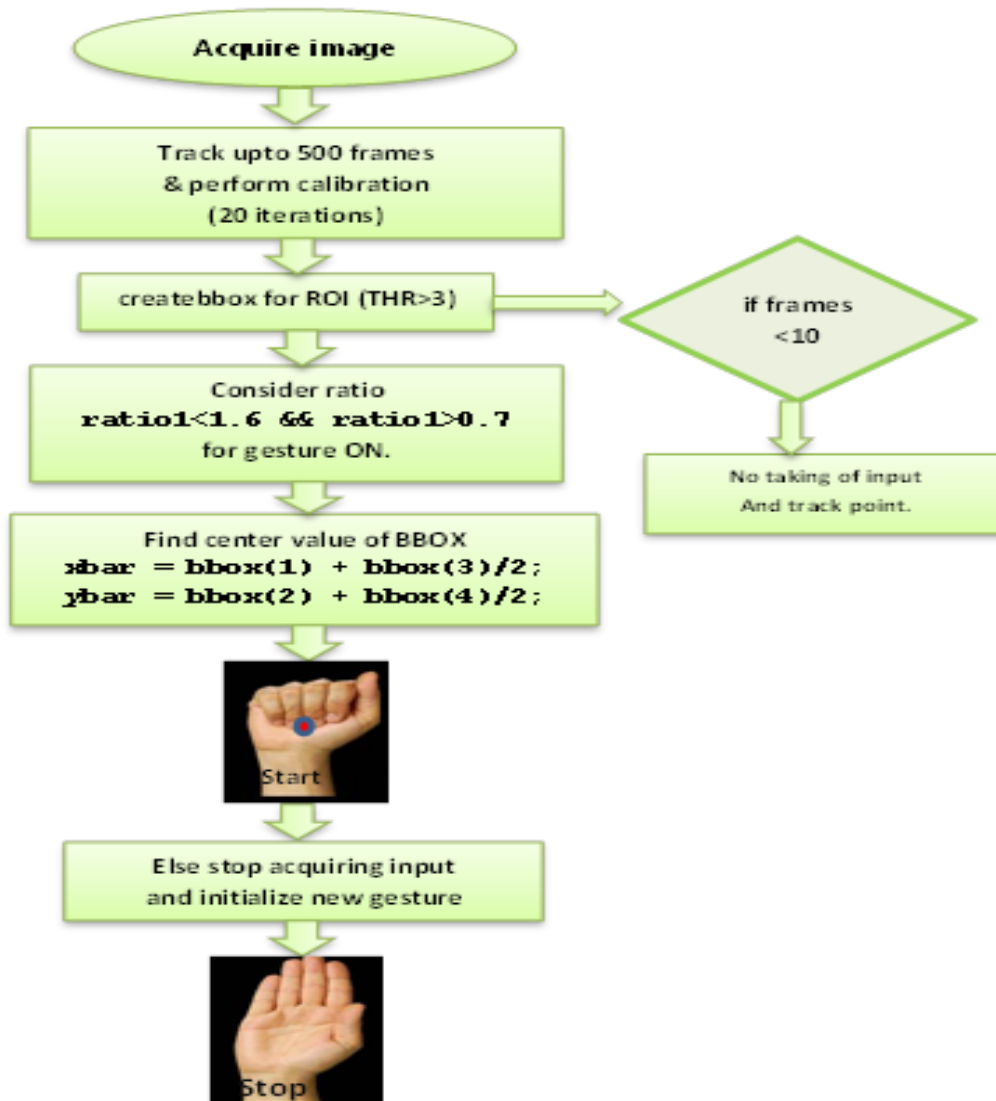 Acquire image
Track upto 500 frames
& perform calibration
(20 iterations)
createbbox for ROI (THR>3)
if frames
<10
Consider ratio
ratio1<1.6 && ratio1>0.7
for gesture ON.
No taking of input
And track point.
Find center value of BBOX
xbar = bbox(1) + bbox(3)/2;
ybar = bbox(2) + bbox(4)/2;
Start
Else stop acquiring input
and initialize new gesture
Stop